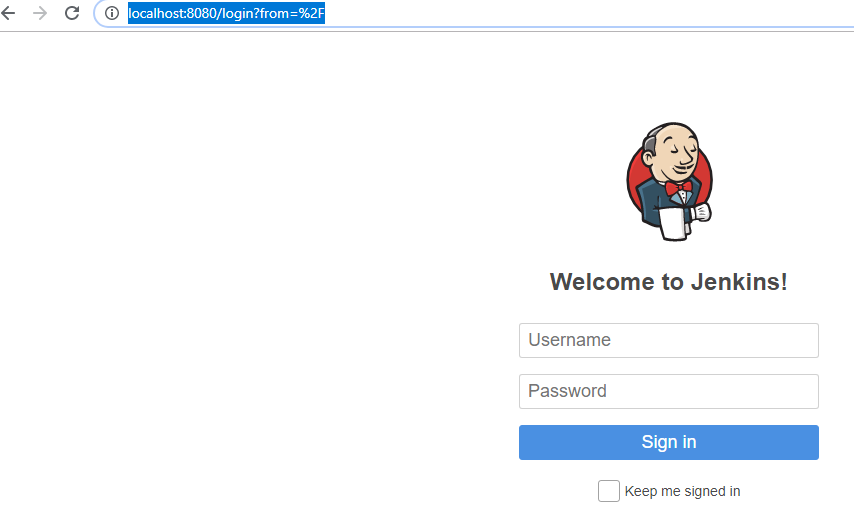 localhost:8080/login?from=%2F
Welcome to Jenkins!
Username
Password
Sign in
Keep me signed in